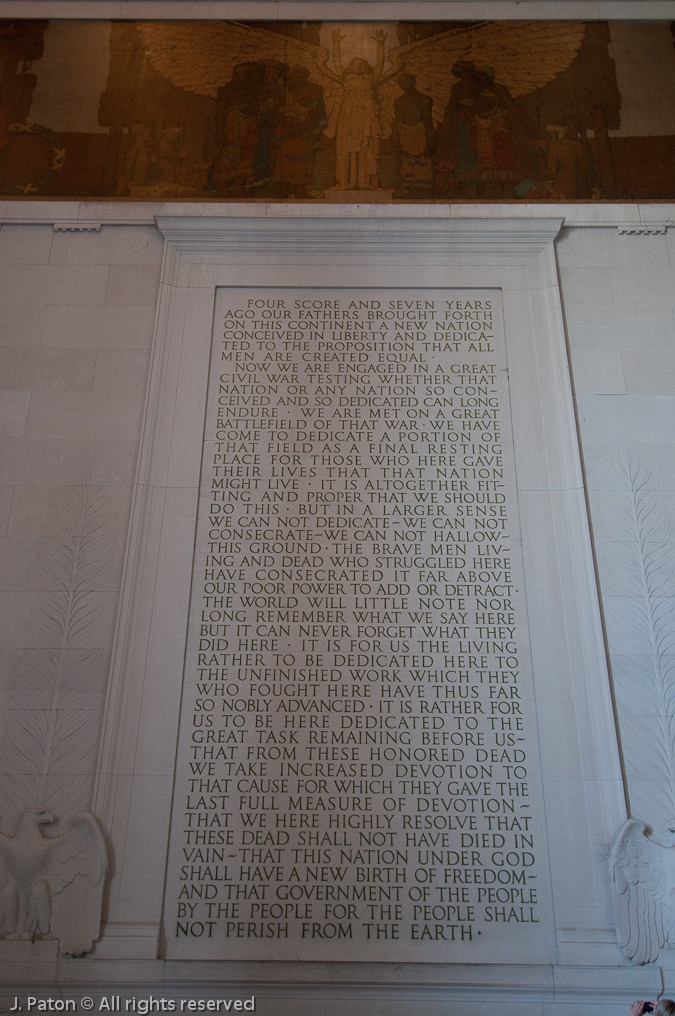 FOUR SCORE AND SEVEN YEARS
AGO OUR FATHERS BROUGHT FORTH
ON THIS CONTINENT A NEW NATION
CONCEIVED IN LIBERTY AND DEDICA~
TED TO THE PROPOSITION THAT ALL
MEN ARE CREATED EQUAL ·
NOW WE ARE ENGAGED IN A GREAT
CIVIL WAR TESTING WHETHER THAT
NATION OR ANY NATION SO CON~
CEIVED AND SO DEDICATED CAN LONG
ENDURE · WE ARE MET ON A GREAT
BATTLEFIELD OF THAT WAR · WE HAVE
COME TO DEDICATE A PORTION OF
THAT FIELD AS A FINAL RESTING
PLACE FOR THOSE WHO HERE GAVE
THEIR LIVES THAT THAT NATION
MIGHT LIVE · IT IS ALTOGETHER FIT~
TING AND PROPER THAT WE SHOULD
DO THIS · BUT IN A LARGER SENSE
WE CAN NOT DEDICATE~WE CAN NOT
CONSECRATE~WE CAN NOT HALLOW~
THIS GROUND · THE BRAVE MEN LIV~
ING AND DEAD WHO STRUGGLED HERE
HAVE CONSECRATED IT FAR ABOVE
OUR POOR POWER TO ADD OR DETRACT ·
THE WORLD WILL LITTLE NOTE NOR
LONG REMEMBER WHAT WE SAY HERE
BUT IT CAN NEVER FORGET WHAT THEY
DID HERE · IT IS FOR US THE LIVING
RATHER TO BE DEDICATED HERE TO
THE UNFINISHED WORK WHICH THEY
WHO FOUGHT HERE HAVE THUS FAR
SO NOBLY ADVANCED · IT IS RATHER FOR
US TO BE HERE DEDICATED TO THE
GREAT TASK REMAINING BEFORE US~
THAT FROM THESE HONORED DEAD
WE TAKE INCREASED DEVOTION TO
THAT CAUSE FOR WHICH THEY GAVE THE
LAST FULL MEASURE OF DEVOTION~
THAT WE HERE HIGHLY RESOLVE THAT
THESE DEAD SHALL NOT HAVE DIED IN
VAIN~THAT THIS NATION UNDER GOD
SHALL HAVE A NEW BIRTH OF FREEDOM~
AND THAT GOVERNMENT OF THE PEOPLE
BY THE PEOPLE FOR THE PEOPLE SHALL
NOT PERISH FROM THE EARTH ·
J. Paton © All rights reserved